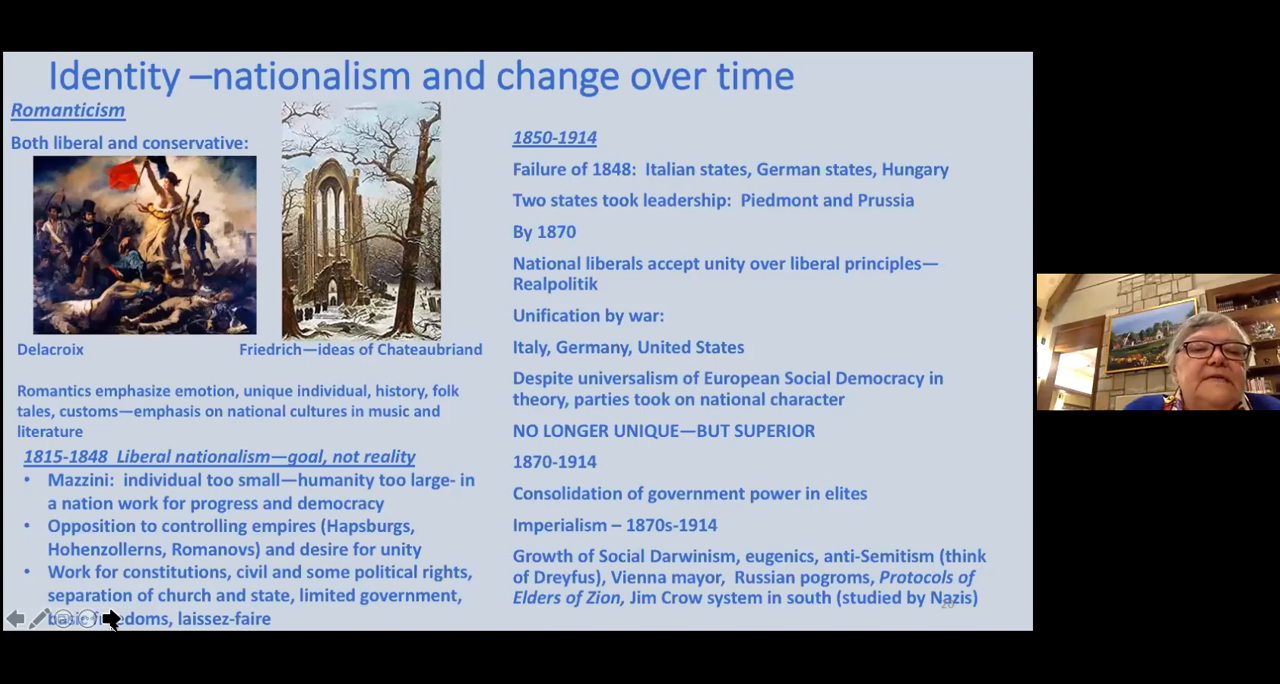 Identity –nationalism and change over time
Romanticism
Both liberal and conservative:
Delacroix
Friedrich—ideas of Chateaubriand
Romantics emphasize emotion, unique individual, history, folk
tales, customs—emphasis on national cultures in music and
literature
1815-1848 Liberal nationalism—goal, not reality
• Mazzini: individual too small—humanity too large- in
a nation work for progress and democracy
• Opposition to controlling empires (Hapsburgs,
Hohenzollerns, Romanovs) and desire for unity
• Work for constitutions, civil and some political rights,
separation of church and state, limited government,
basic freedoms, laissez-faire
1850-1914
Failure of 1848: Italian states, German states, Hungary
Two states took leadership: Piedmont and Prussia
By 1870
National liberals accept unity over liberal principles—
Realpolitik
Unification by war:
Italy, Germany, United States
Despite universalism of European Social Democracy in
theory, parties took on national character
NO LONGER UNIQUE—BUT SUPERIOR
1870-1914
Consolidation of government power in elites
Imperialism – 1870s-1914
Growth of Social Darwinism, eugenics, anti-Semitism (think
of Dreyfus), Vienna mayor, Russian pogroms, Protocols of
Elders of Zion, Jim Crow system in south (studied by Nazis)